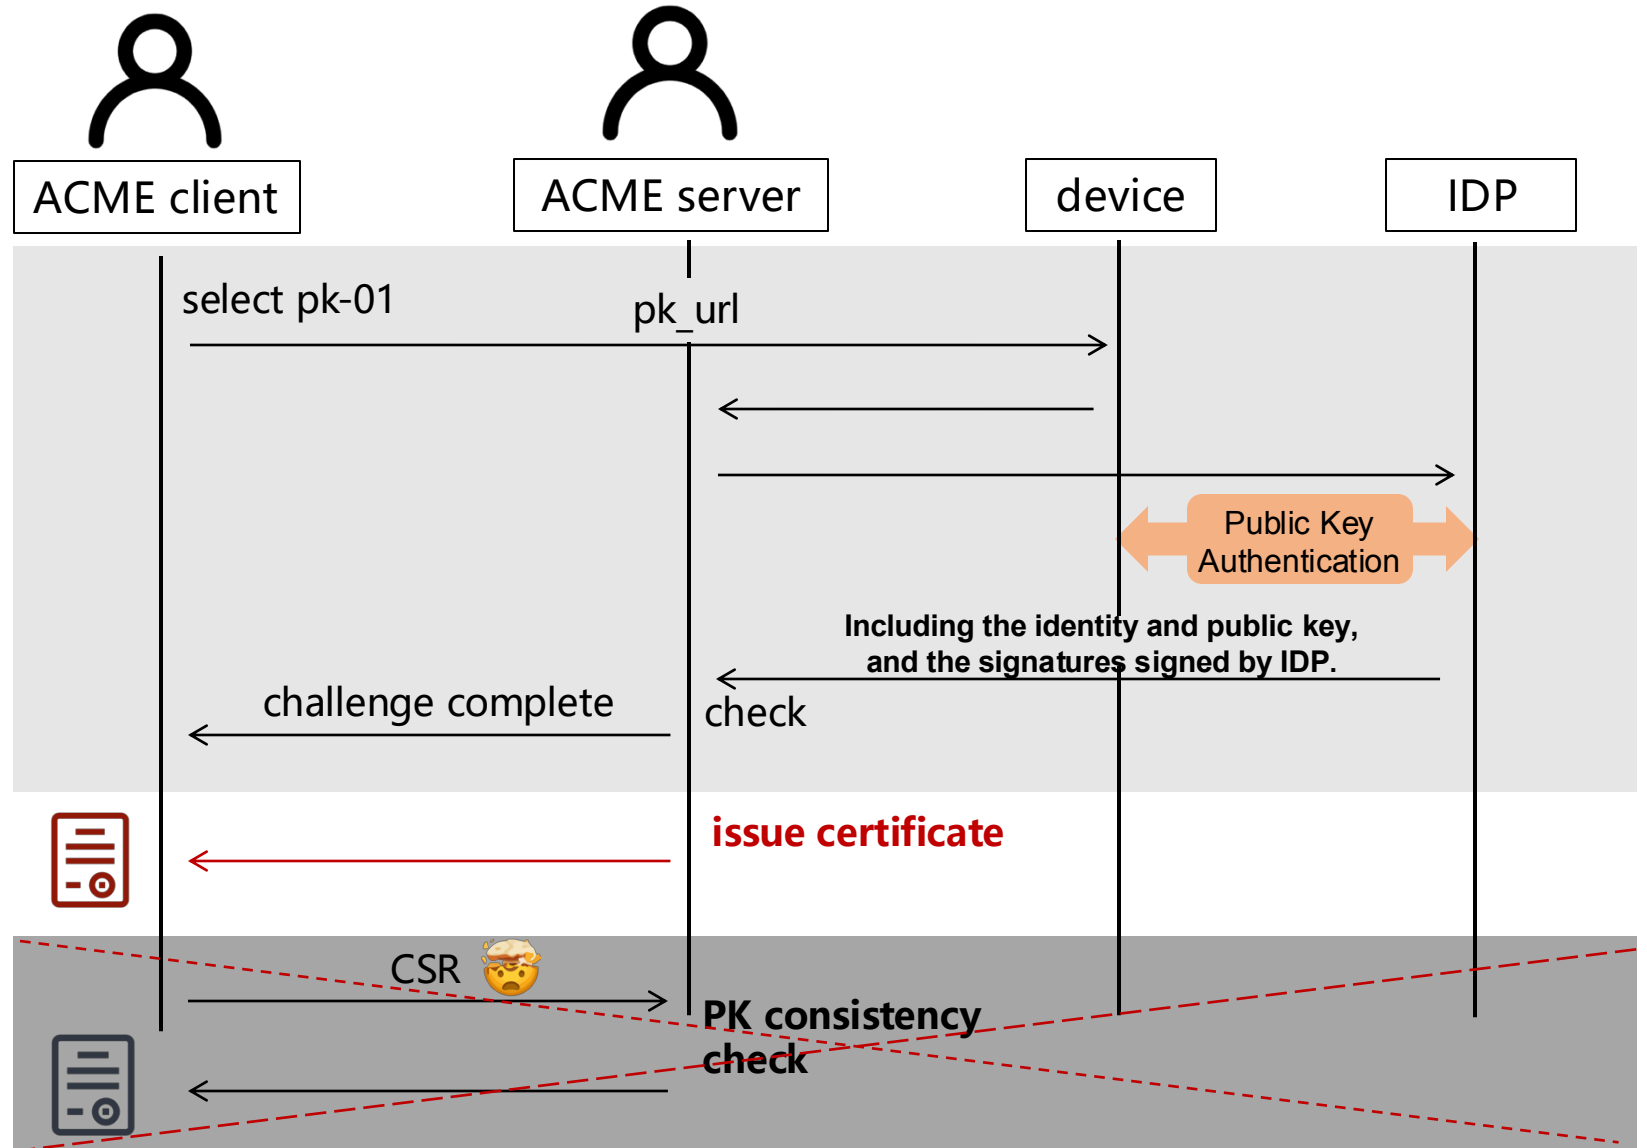 ACME client
ACME server
device
IDP
select pk-01
pk_url
Public Key
Authentication
Including the identity and public key,
and the signatures signed by IDP.
challenge complete
check
issue certificate
CSR
PK consistency
check